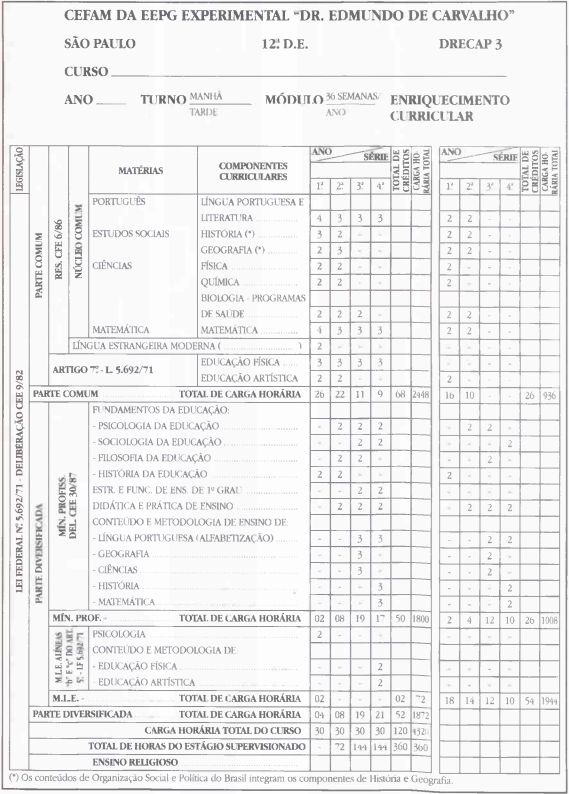 CEFAM DA EEPG EXPERIMENTAL “DR. EDMUNDO DE CARVALHO”
SÃO PAULO 12ª D.E. DRECAP 3
CURSO
ANO TURNO MANHÃ TARDE MÓDULO 36 SEMANAS/ ANO ENRIQUECIMENTO CURRICULAR
LEGISLAÇÃO
MATÉRIAS COMPONENTES CURRICULARES ANO SÉRIE TOTAL DE CRÉDITOS CARGA HORÁRIA TOTAL ANO SÉRIE TOTAL DE CRÉDITOS CARGA HORÁRIA TOTAL
1ª 2ª 3ª 4ª 1ª 2ª 3ª 4ª
LEI FEDERAL Nº 5.692/71 - DELIBERAÇÃO CEE 9/82
PARTE COMUM
RES. CFE 6/86
NÚCLEO COMUM
PORTUGUÊS LÍNGUA PORTUGUESA E
LITERATURA 4 3 3 3 2 2 - -
ESTUDOS SOCIAIS HISTÓRIA (*) 3 2 - - 2 2 - -
GEOGRAFIA (*) 2 3 - - 2 2 - -
CIÊNCIAS FÍSICA 2 2 - - 2 - - -
QUÍMICA 2 2 - - 2 - - -
BIOLOGIA - PROGRAMAS
DE SAÚDE 2 2 - - 2 2 - -
MATEMÁTICA MATEMÁTICA 4 3 3 3 2 2 - -
LÍNGUA ESTRANGEIRA MODERNA ( ) 2 - - - - - - -
ARTIGO 7º - L. 5.692/71
EDUCAÇÃO FÍSICA 3 3 3 3 - - - -
EDUCAÇÃO ARTÍSTICA 2 2 - - 2 - - -
PARTE COMUM TOTAL DE CARGA HORÁRIA 26 22 11 9 68 2448 16 10 - - 26 936
PARTE DIVERSIFICADA
MÍN. PROFISS. DEL. CEE 30/87
FUNDAMENTOS DA EDUCAÇÃO:
- PSICOLOGIA DA EDUCAÇÃO - 2 2 2 - 2 2 -
- SOCIOLOGIA DA EDUCAÇÃO - - 2 2 - - - 2
- FILOSOFIA DA EDUCAÇÃO - 2 2 - - - 2 -
- HISTÓRIA DA EDUCAÇÃO 2 2 - - 2 - - -
ESTR. E FUNC. DE ENS. DE 1º GRAU - - 2 2 - - - -
DIDÁTICA E PRÁTICA DE ENSINO - 2 2 2 - 2 2 2
CONTEÚDO E METODOLOGIA DE ENSINO DE:
- LÍNGUA PORTUGUESA (ALFABETIZAÇÃO) - - 3 3 - - 2 2
- GEOGRAFIA - - 3 - - - 2 -
- CIÊNCIAS - - 3 - - - 2 -
- HISTÓRIA - - - 3 - - - 2
- MATEMÁTICA - - - 3 - - - 2
MÍN. PROF. - TOTAL DE CARGA HORÁRIA 02 08 19 17 50 1800 2 4 12 10 26 1008
M.L.E. ALÍNEAS "b" E "c" DO ART. 5º - LF 5.692/71
PSICOLOGIA 2 - - - - - - -
CONTEÚDO E METODOLOGIA DE:
- EDUCAÇÃO FÍSICA - - - 2 - - - -
- EDUCAÇÃO ARTÍSTICA - - - 2 - - - -
M.L.E. - TOTAL DE CARGA HORÁRIA 02 - - - 02 72 18 14 12 10 54 1944
PARTE DIVERSIFICADA TOTAL DE CARGA HORÁRIA 04 08 19 21 52 1872
CARGA HORÁRIA TOTAL DO CURSO 30 30 30 30 120 4320
TOTAL DE HORAS DO ESTÁGIO SUPERVISIONADO - 72 144 144 360 360
ENSINO RELIGIOSO
(*) Os conteúdos de Organização Social e Política do Brasil integram os componentes de História e Geografia.